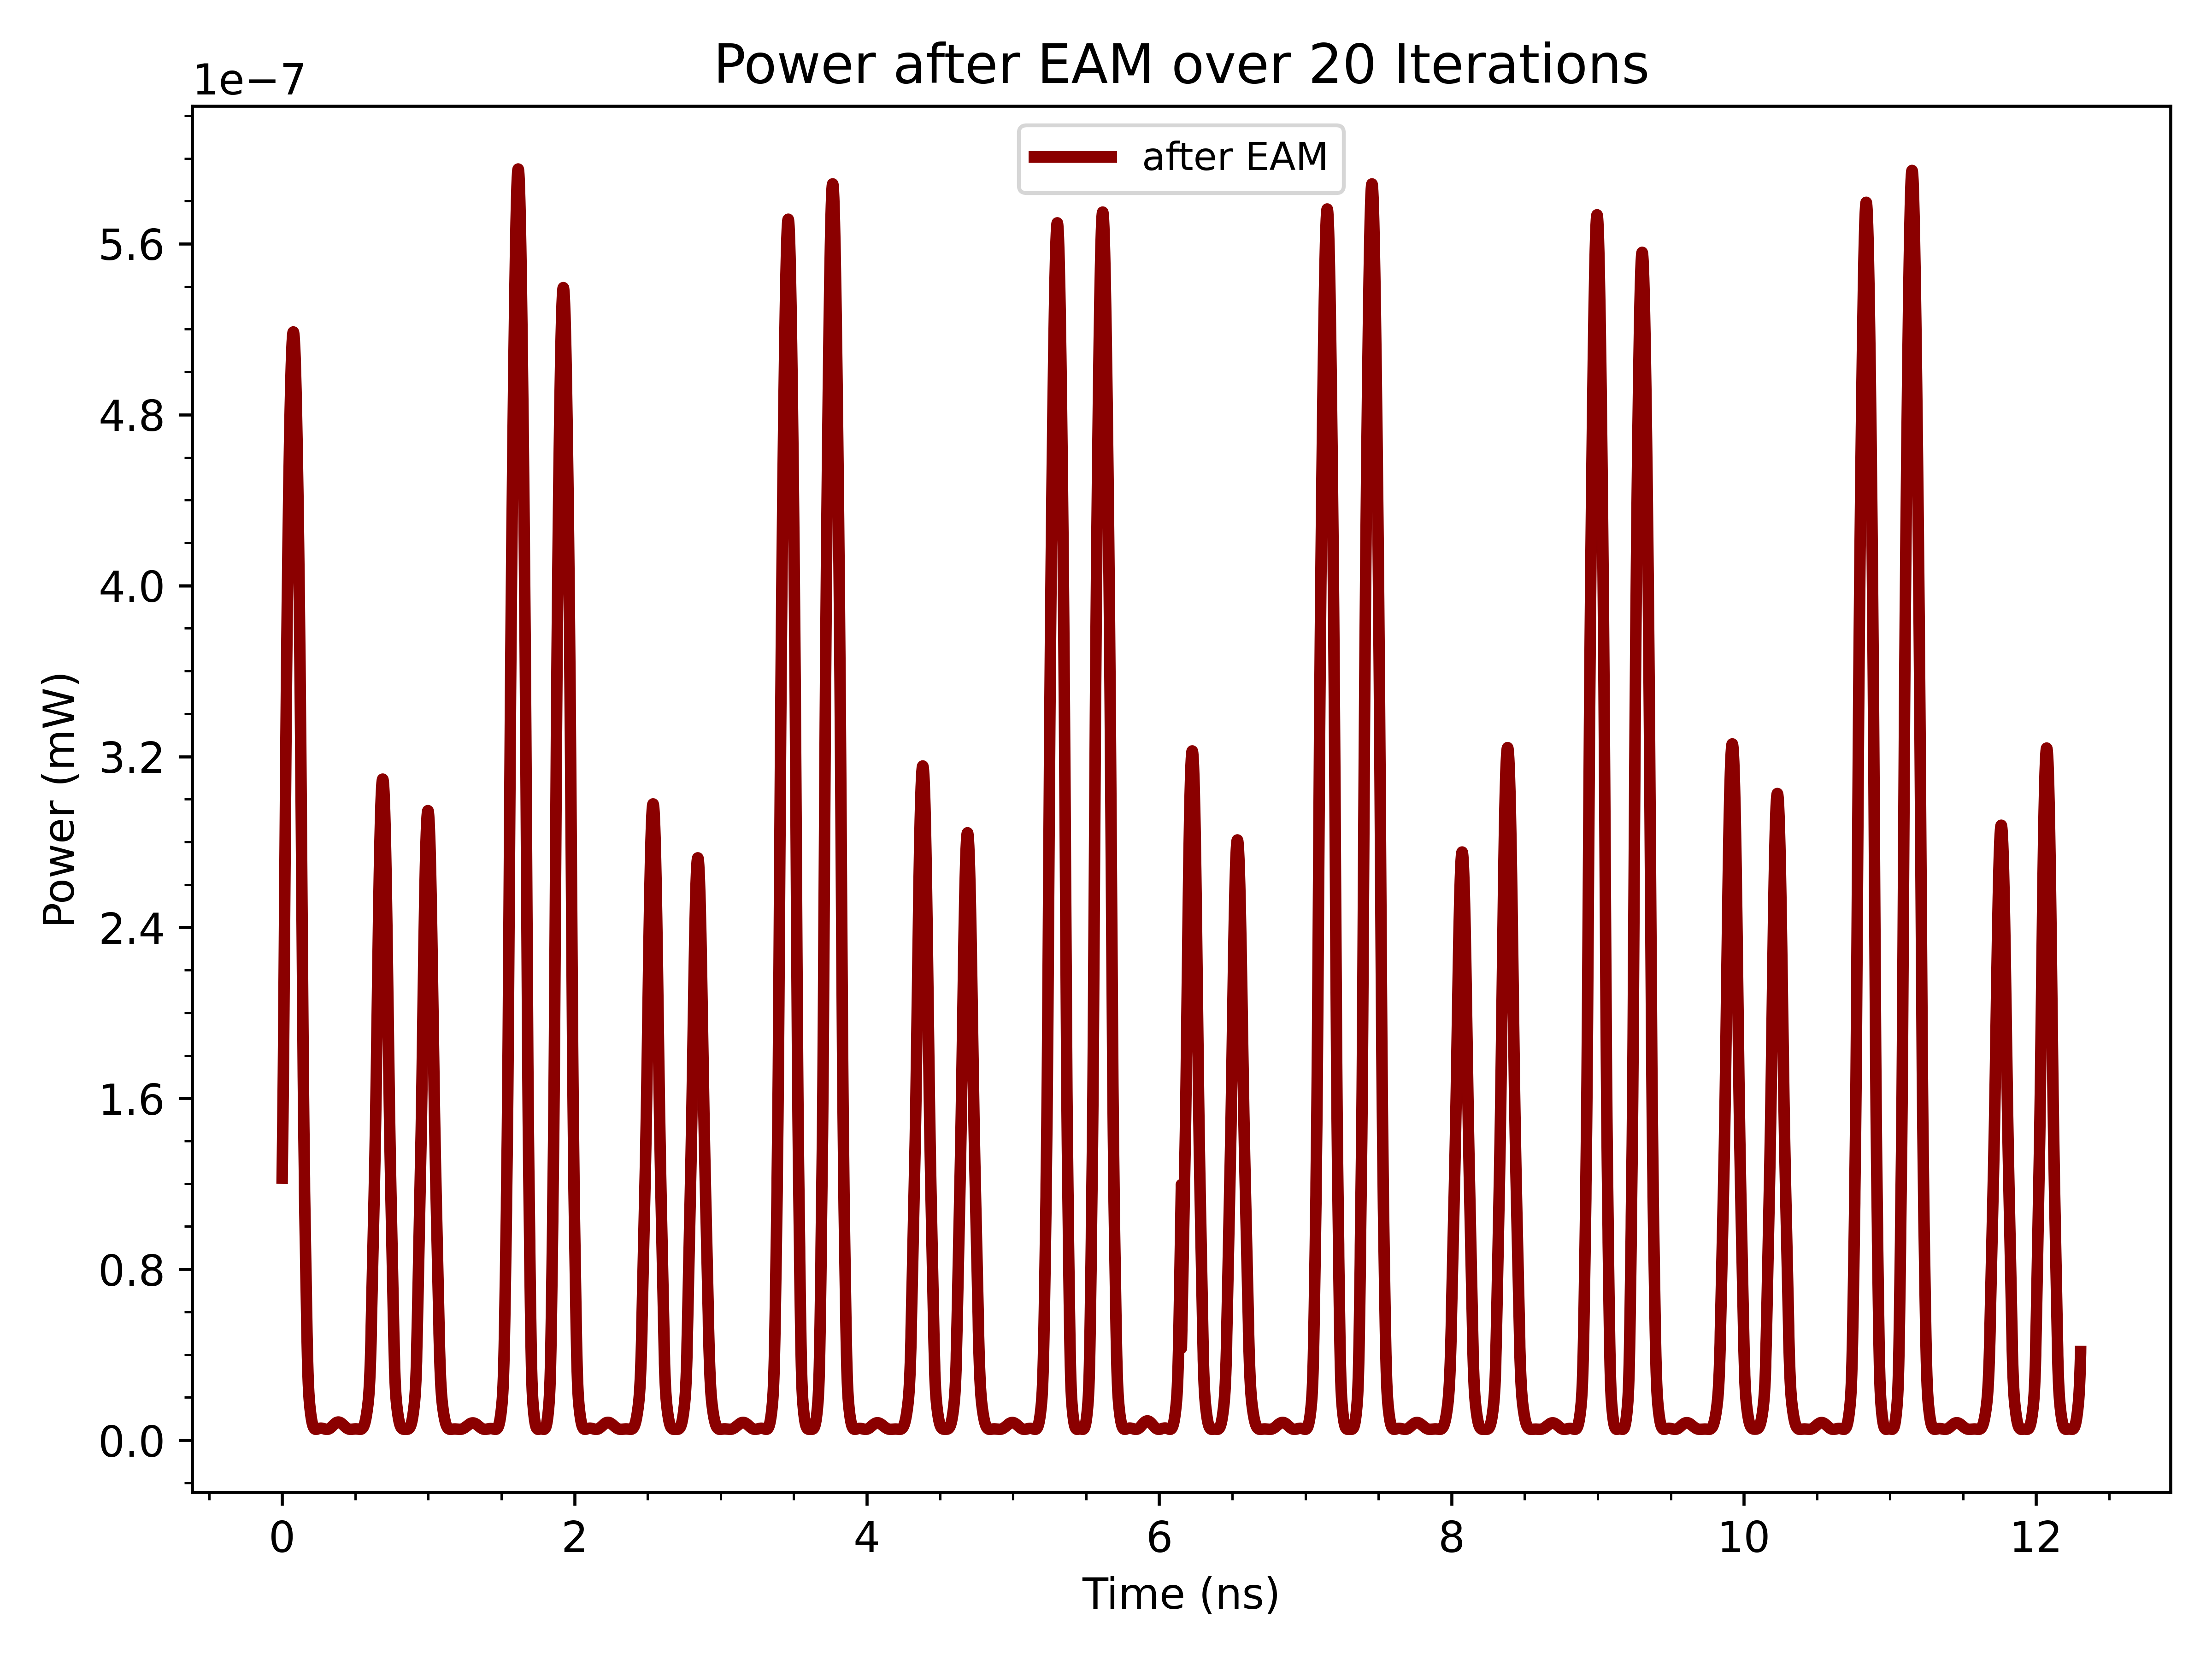 Power after EAM over 20 Iterations
1e−7
after EAM
5.6
4.8
4.0
3.2
2.4
1.6
0.8
0.0
Power (mW)
0 2 4 6 8 10 12
Time (ns)